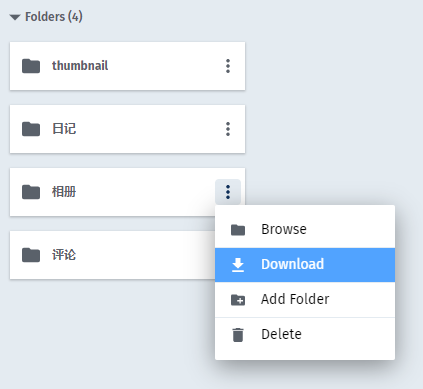 Folders (4)
thumbnail
日记
相册
评论
Browse
Download
Add Folder
Delete